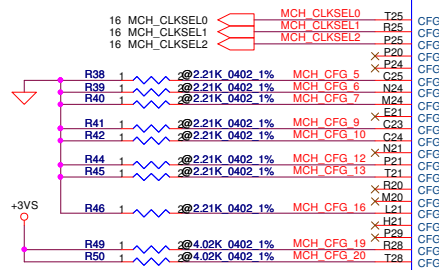 16 MCH_CLKSEL0 MCH_CLKSEL0 T25 CFG
16 MCH_CLKSEL1 MCH_CLKSEL1 R25 CFG
16 MCH_CLKSEL2 MCH_CLKSEL2 P25 CFG
P20 CFG
P24 CFG
R38 1 2@2.21K_0402_1% MCH_CFG_5 C25 CFG
R39 1 2@2.21K_0402_1% MCH_CFG_6 N24 CFG
R40 1 2@2.21K_0402_1% MCH_CFG_7 M24 CFG
E21 CFG
R41 1 2@2.21K_0402_1% MCH_CFG_9 C23 CFG
R42 1 2@2.21K_0402_1% MCH_CFG_10 C24 CFG
N21 CFG
R44 1 2@2.21K_0402_1% MCH_CFG_12 P21 CFG
R45 1 2@2.21K_0402_1% MCH_CFG_13 T21 CFG
R20 CFG
M20 CFG
+3VS
R46 1 2@2.21K_0402_1% MCH_CFG_16 L21 CFG
H21 CFG
P29 CFG
R49 1 2@4.02K_0402_1% MCH_CFG_19 R28 CFG
R50 1 2@4.02K_0402_1% MCH_CFG_20 T28 CFG